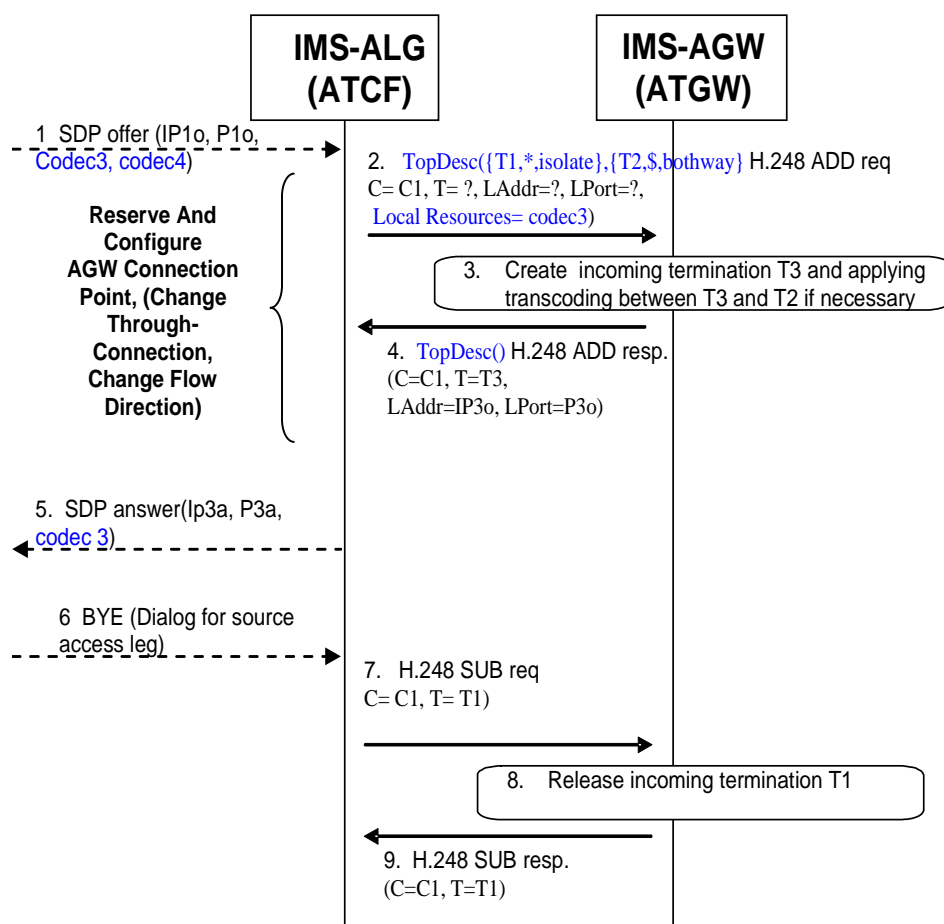 IMS-ALG
(ATCF)
IMS-AGW
(ATGW)
1 SDP offer (IP1o, P1o,
Codec3, codec4)
2. TopDesc({T1,*,isolate},{T2,$,bothway} H.248 ADD req
C= C1, T= ?, LAddr=?, LPort=?,
Local Resources= codec3)
Reserve And
Configure
AGW Connection
Point, (Change
Through-
Connection,
Change Flow
Direction)
3. Create incoming termination T3 and applying
transcoding between T3 and T2 if necessary
4. TopDesc() H.248 ADD resp.
(C=C1, T=T3,
LAddr=IP3o, LPort=P3o)
5. SDP answer(Ip3a, P3a,
codec 3)
6 BYE (Dialog for source
access leg)
7. H.248 SUB req
C= C1, T= T1)
8. Release incoming termination T1
9. H.248 SUB resp.
(C=C1, T=T1)